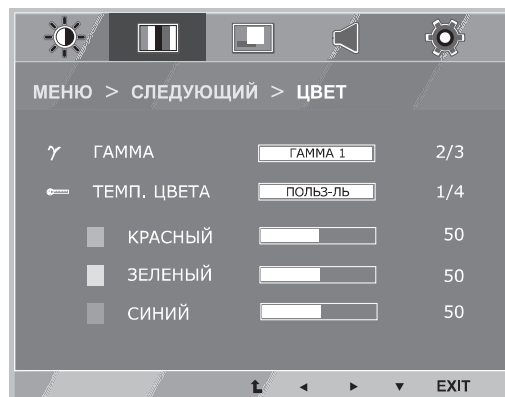 МЕНЮ > СЛЕДУЮЩИЙ > ЦВЕТ
γ ГАММА ГАММА 1 2/3
ТЕМП. ЦВЕТА ПОЛЬЗ-ЛЬ 1/4
КРАСНЫЙ 50
ЗЕЛЕНЫЙ 50
СИНИЙ 50
EXIT